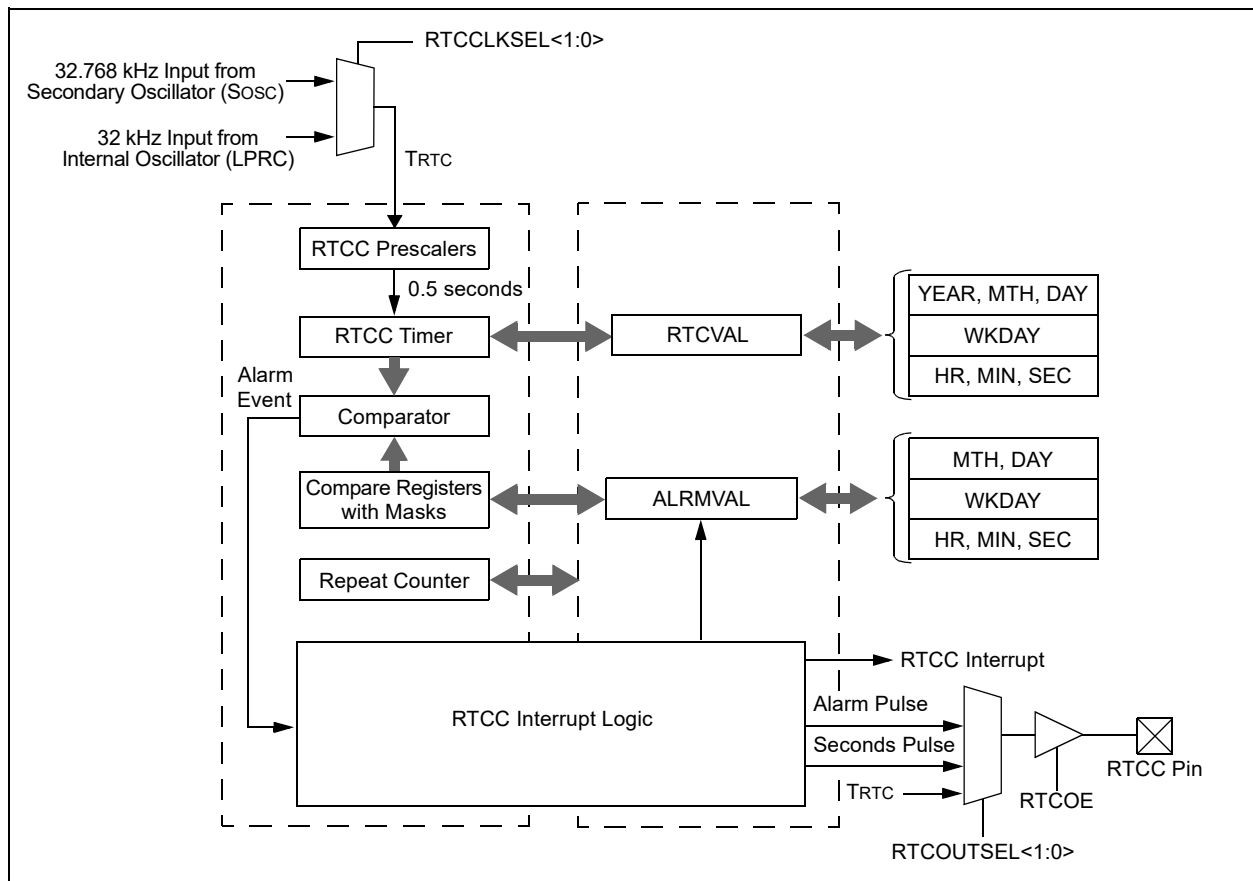 RTCCLKSEL<1:0>
32.768 kHz Input from
Secondary Oscillator (SOSC)
32 kHz Input from
Internal Oscillator (LPRC)
TRTC
RTCC Prescalers
0.5 seconds
RTCC Timer
RTCVAL
YEAR, MTH, DAY
WKDAY
HR, MIN, SEC
Alarm
Event
Comparator
Compare Registers
with Masks
ALRMVAL
MTH, DAY
WKDAY
HR, MIN, SEC
Repeat Counter
RTCC Interrupt Logic
RTCC Interrupt
Alarm Pulse
Seconds Pulse
TRTC
RTCC Pin
RTCOE
RTCOUTSEL<1:0>